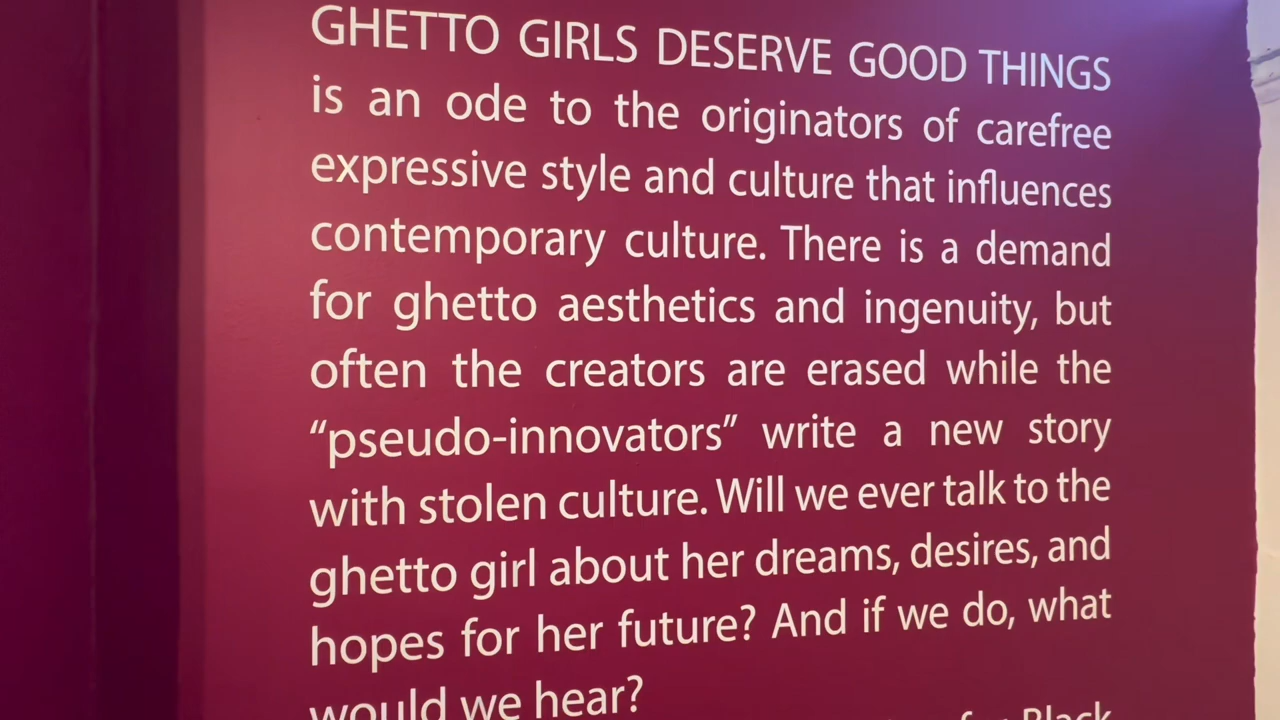 GHETTO GIRLS DESERVE GOOD THINGS
is an ode to the originators of carefree
expressive style and culture that influences
contemporary culture. There is a demand
for ghetto aesthetics and ingenuity, but
often the creators are erased while the
“pseudo-innovators” write a new story
with stolen culture. Will we ever talk to the
ghetto girl about her dreams, desires, and
hopes for her future? And if we do, what
would we hear?
Black